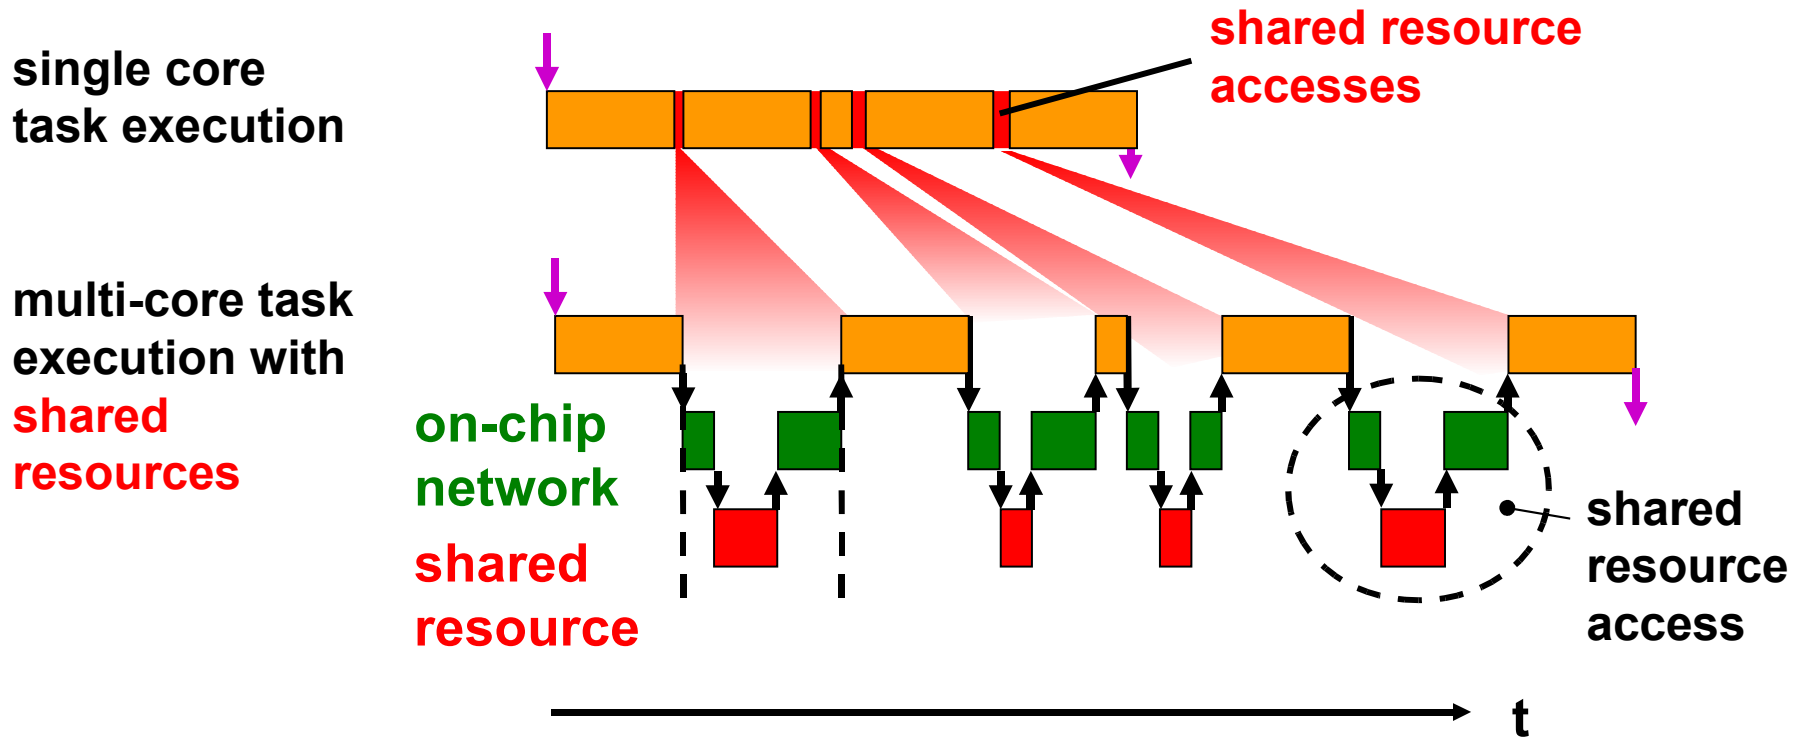 single core
task execution
shared resource
accesses
multi-core task
execution with
shared
resources
on-chip
network
shared
resource
shared
resource
access
t